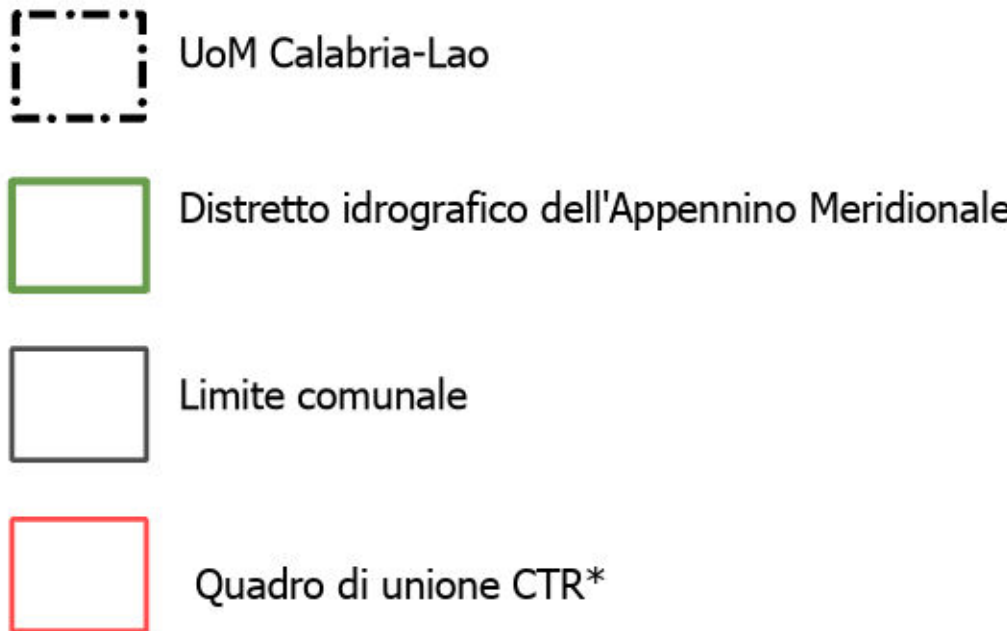 UoM Calabria-Lao
Distretto idrografico dell'Appennino Meridionale
Limite comunale
Quadro di unione CTR*